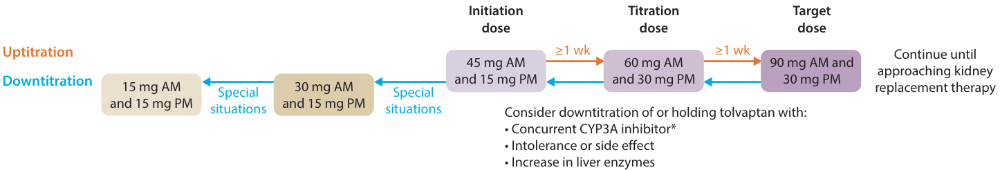 Initiation
dose
Titration
dose
Target
dose
Uptitration
≥1 wk
≥1 wk
45 mg AM
and 15 mg PM
60 mg AM
and 30 mg PM
90 mg AM and
30 mg PM
Continue until
approaching kidney
replacement therapy
Downtitration
15 mg AM
and 15 mg PM
Special
situations
30 mg AM
and 15 mg PM
Special
situations
Consider downtitration of or holding tolvaptan with:
• Concurrent CYP3A inhibitor*
• Intolerance or side effect
• Increase in liver enzymes